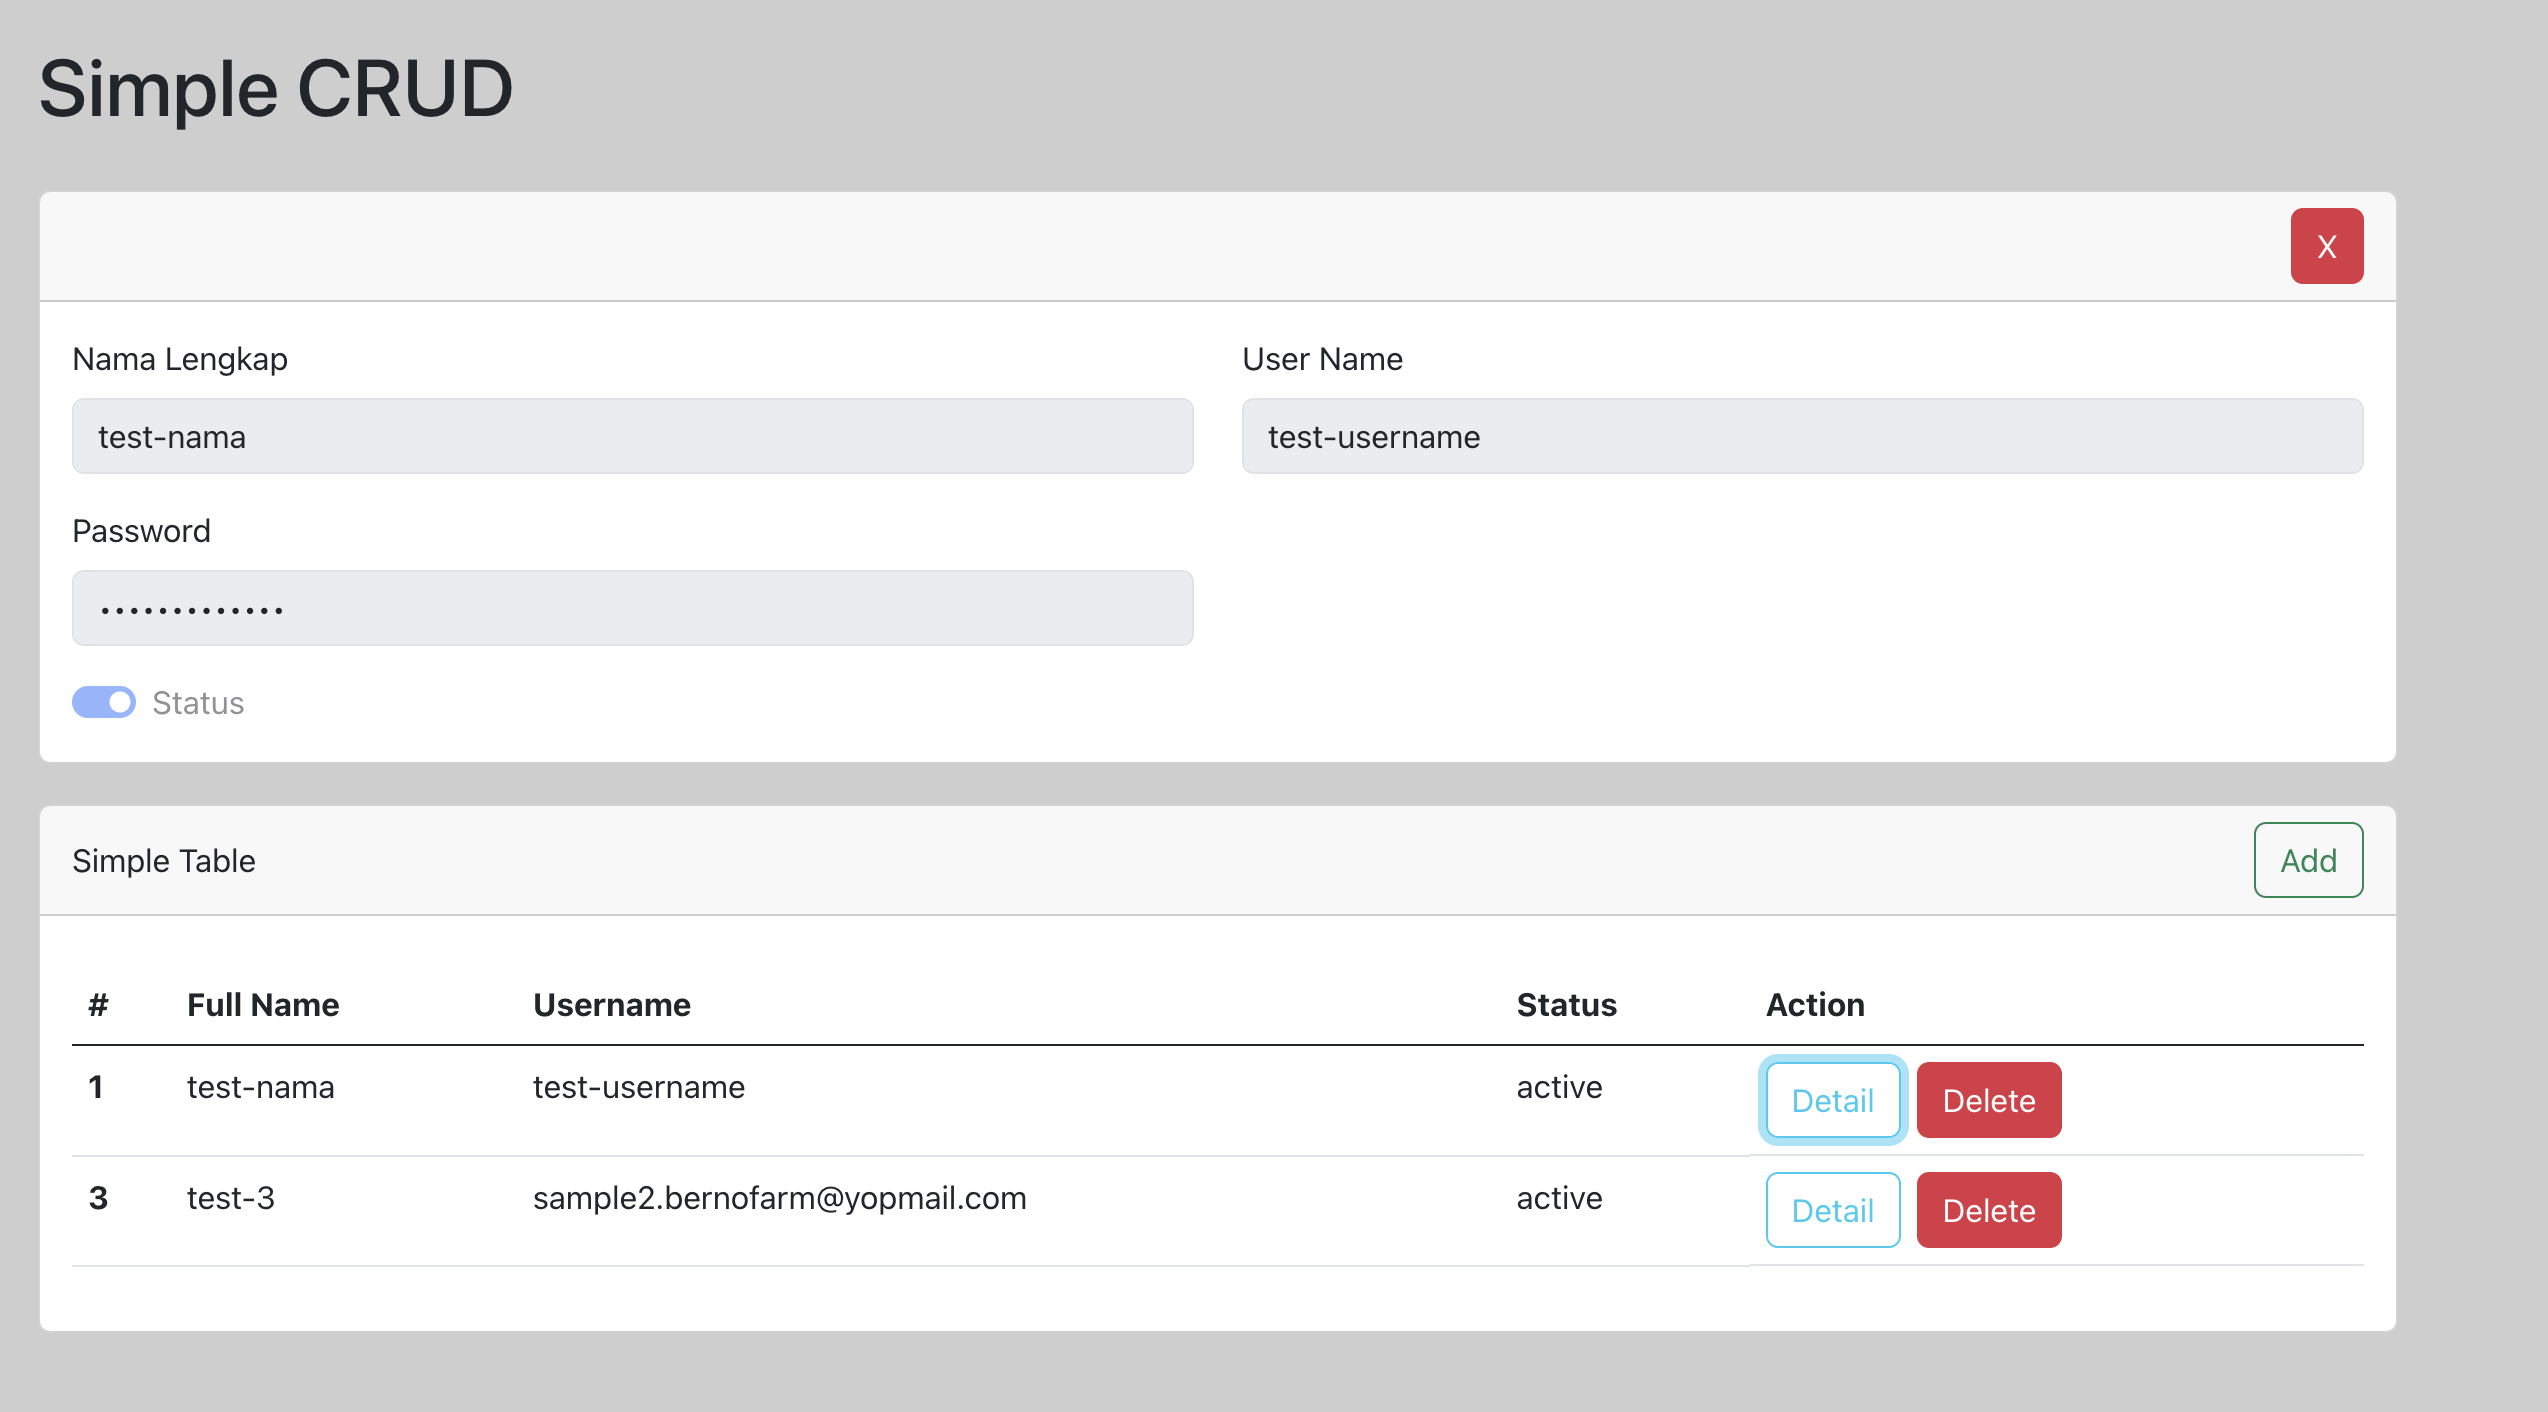 Simple CRUD
X
Nama Lengkap
User Name
test-nama
test-username
Password
•••••••••••••
Status
Simple Table
Add
# Full Name Username Status Action
1 test-nama test-username active Detail Delete
3 test-3 sample2.bernofarm@yopmail.com active Detail Delete